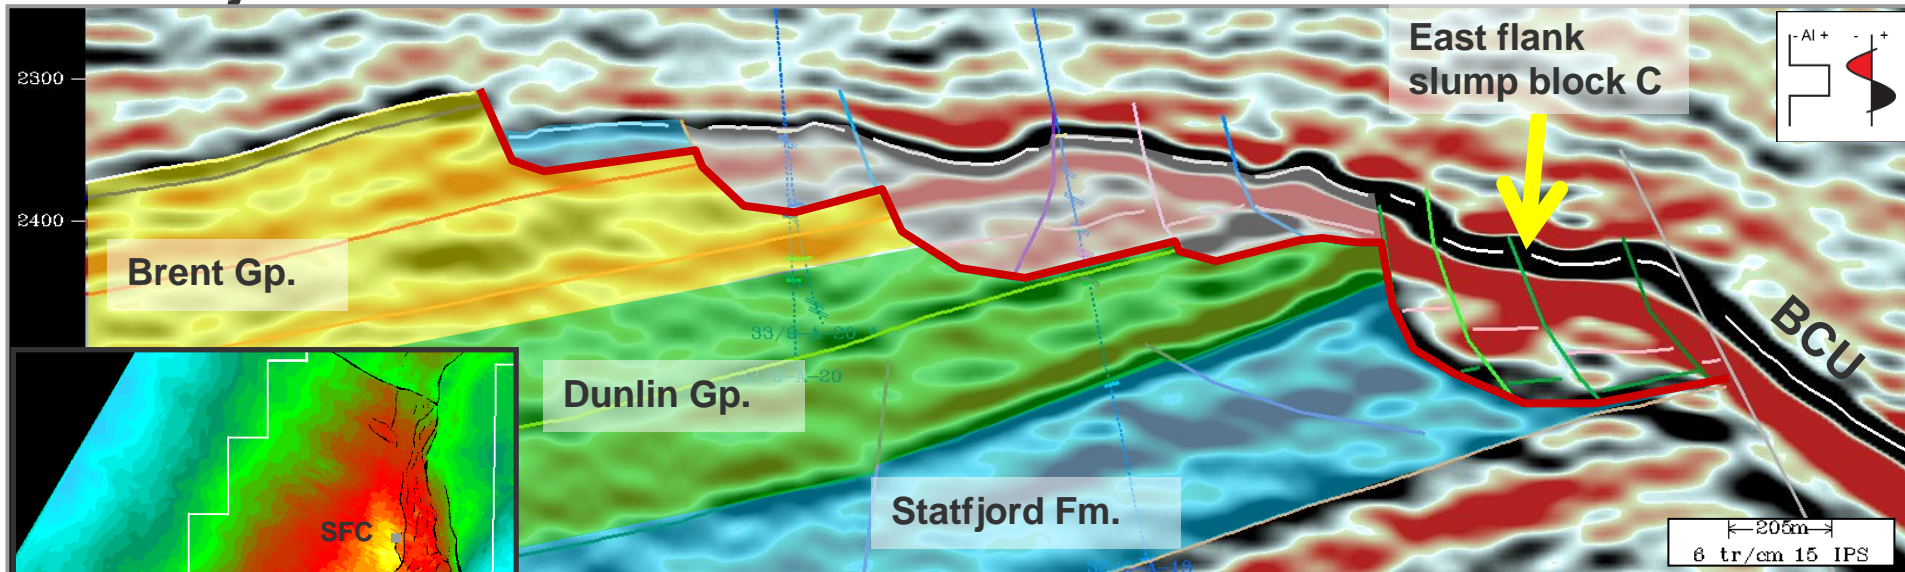 East flank
slump block C
- AI + - +
2300
2400
Brent Gp.
33/9-A-20
A-20
Dunlin Gp.
BCU
Statfjord Fm.
SFC
205m
6 tr/cm 15 IPS